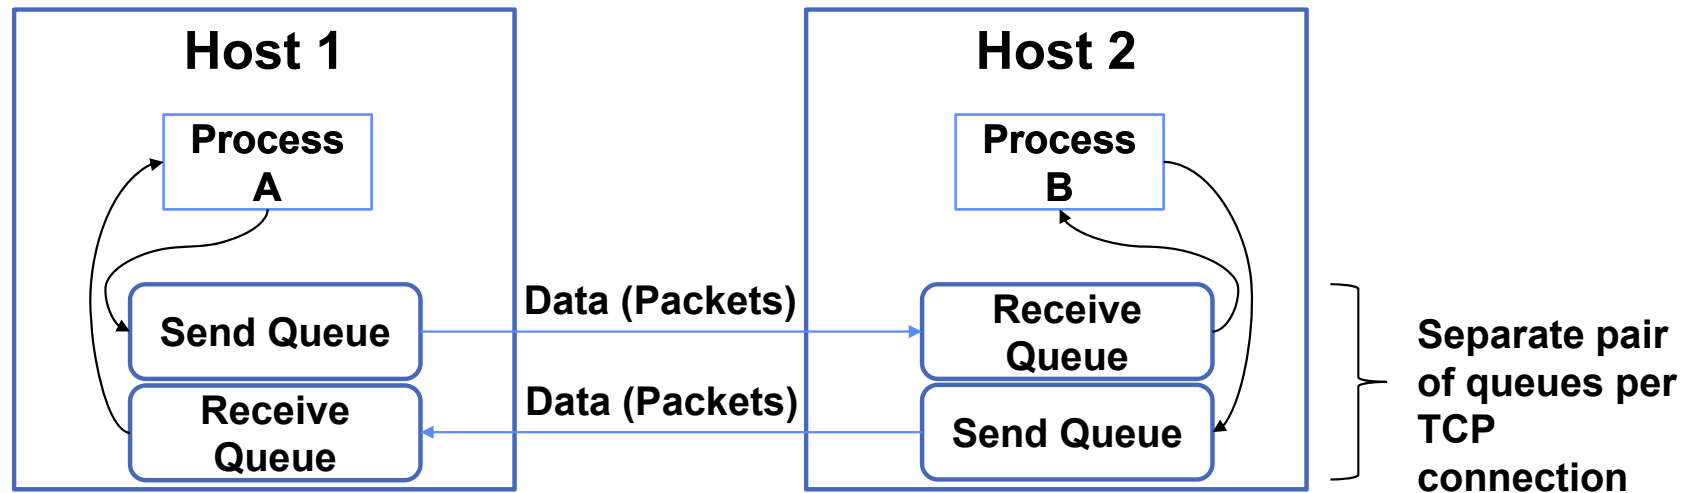 Host 1
Process
A
Send Queue
Receive
Queue
Data (Packets)
Data (Packets)
Host 2
Process
B
Receive
Queue
Send Queue
Separate pair
of queues per
TCP
connection